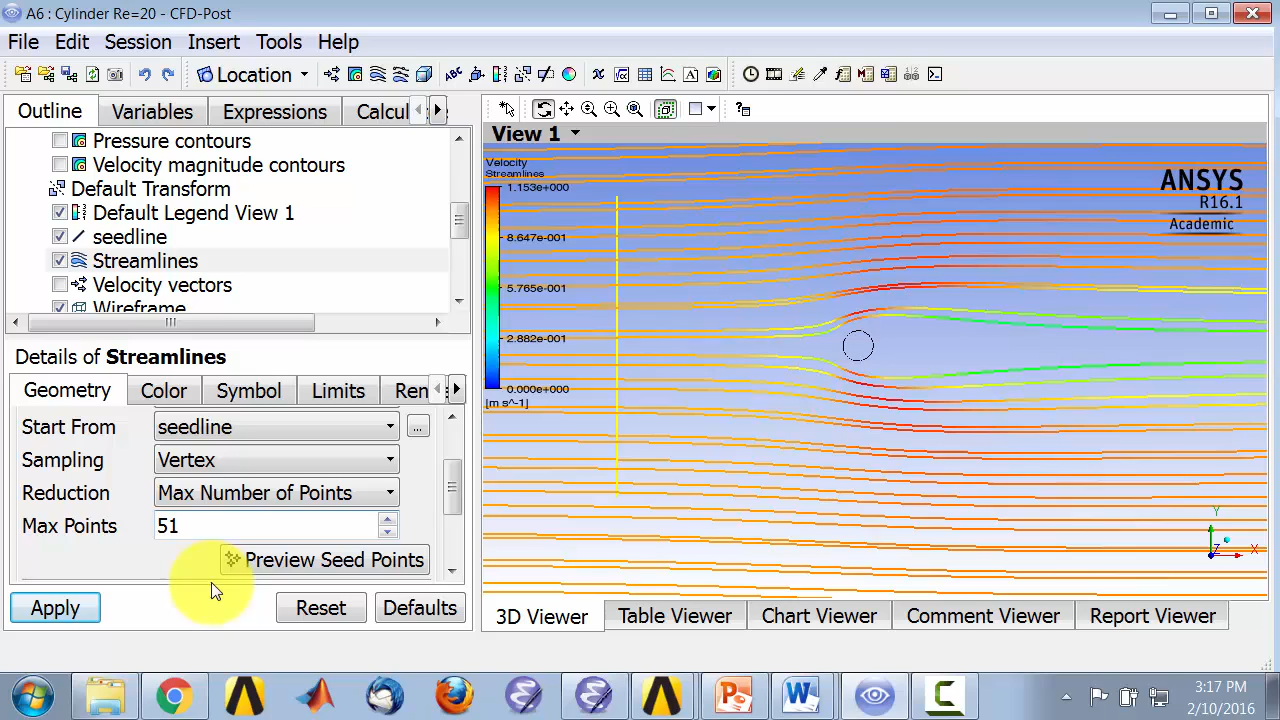 A6 : Cylinder Re=20 - CFD-Post
File Edit Session Insert Tools Help
Location
Outline Variables Expressions
View 1
Pressure contours
Velocity magnitude contours
Default Transform
Default Legend View 1
seedline
Streamlines
Velocity vectors
Wireframe
Details of Streamlines
Geometry Color Symbol Limits
Start From seedline ...
Sampling Vertex
Reduction Max Number of Points
Max Points 51
Preview Seed Points
Apply Reset Defaults
Velocity
Streamlines
1.153e+000
8.647e-001
5.765e-001
2.882e-001
0.000e+000
[m s^-1]
ANSYS
R16.1
Academic
Y
Z X
3D Viewer Table Viewer Chart Viewer Comment Viewer Report Viewer
3:17 PM
2/10/2016